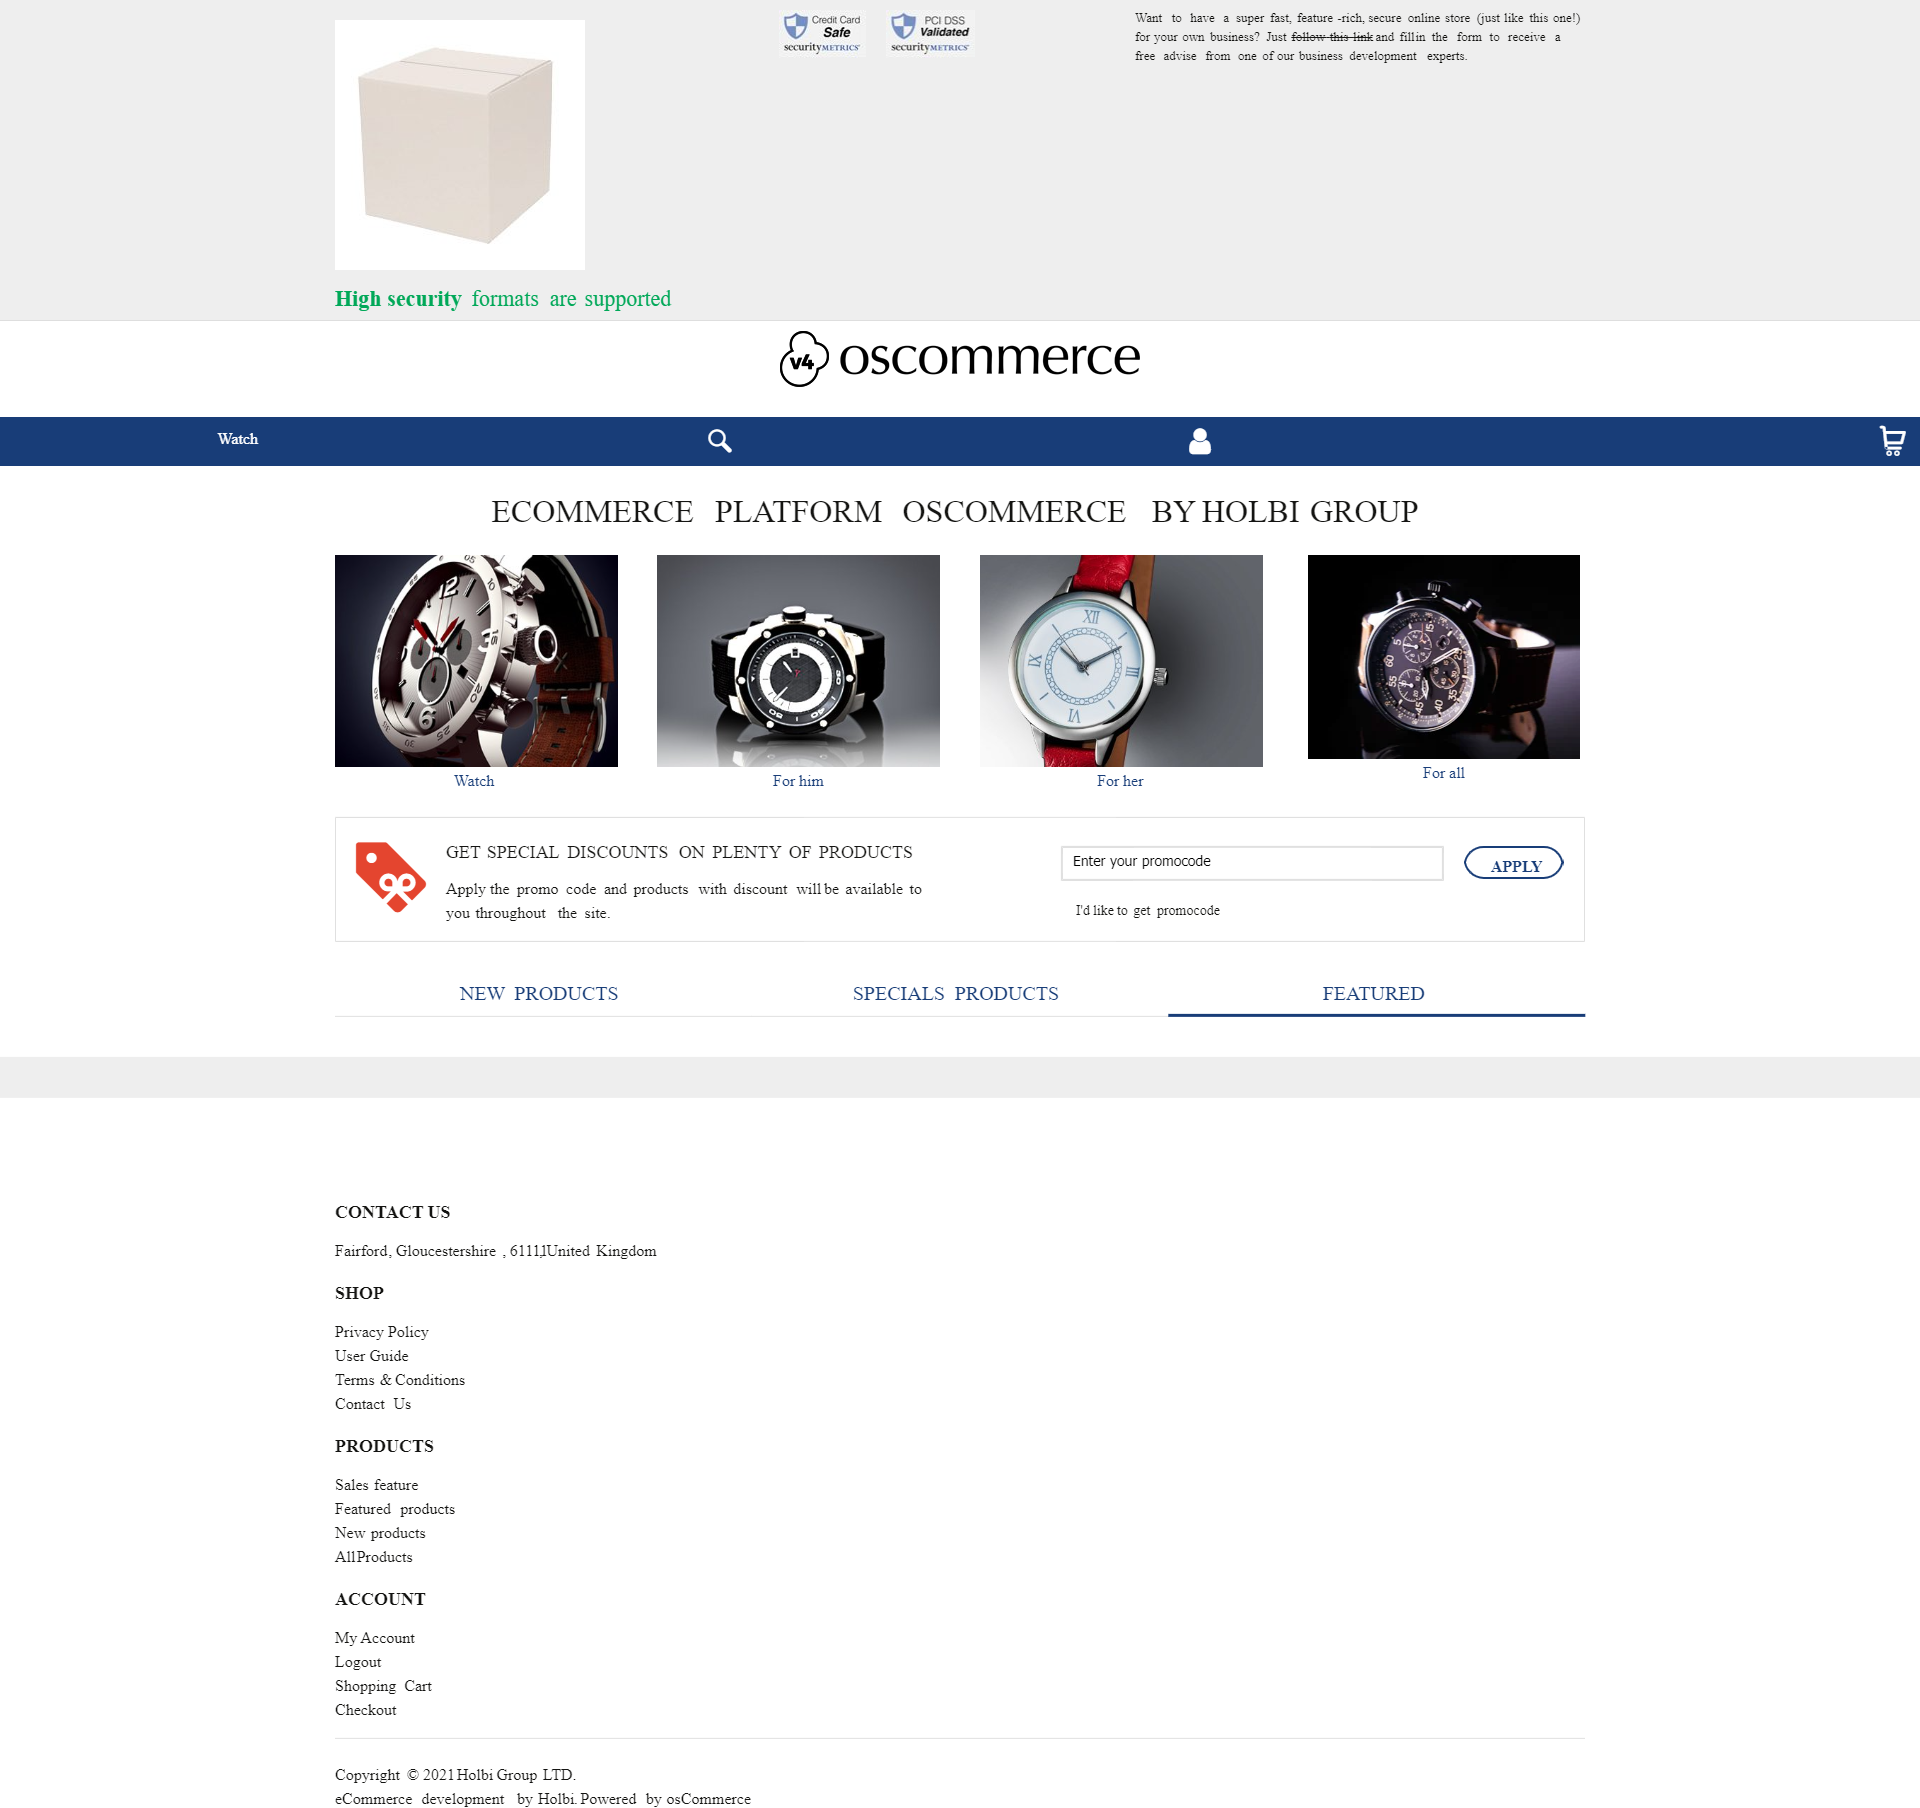 Credit Card
Safe
securityMETRICS
PCI DSS
Validated
securityMETRICS
Want to have a super fast, feature -rich, secure online store (just like this one!)
for your own business? Just follow this link and fill in the form to receive a
free advise from one of our business development experts.
High security formats are supported
v4 oscommerce
Watch
ECOMMERCE PLATFORM OSCOMMERCE BY HOLBI GROUP
Watch
For him
For her
For all
GET SPECIAL DISCOUNTS ON PLENTY OF PRODUCTS
Apply the promo code and products with discount will be available to
you throughout the site.
Enter your promocode
APPLY
I'd like to get promocode
NEW PRODUCTS
SPECIALS PRODUCTS
FEATURED
CONTACT US
Fairford, Gloucestershire , 61111,United Kingdom
SHOP
Privacy Policy
User Guide
Terms & Conditions
Contact Us
PRODUCTS
Sales feature
Featured products
New products
All Products
ACCOUNT
My Account
Logout
Shopping Cart
Checkout
Copyright © 2021 Holbi Group LTD.
eCommerce development by Holbi. Powered by osCommerce